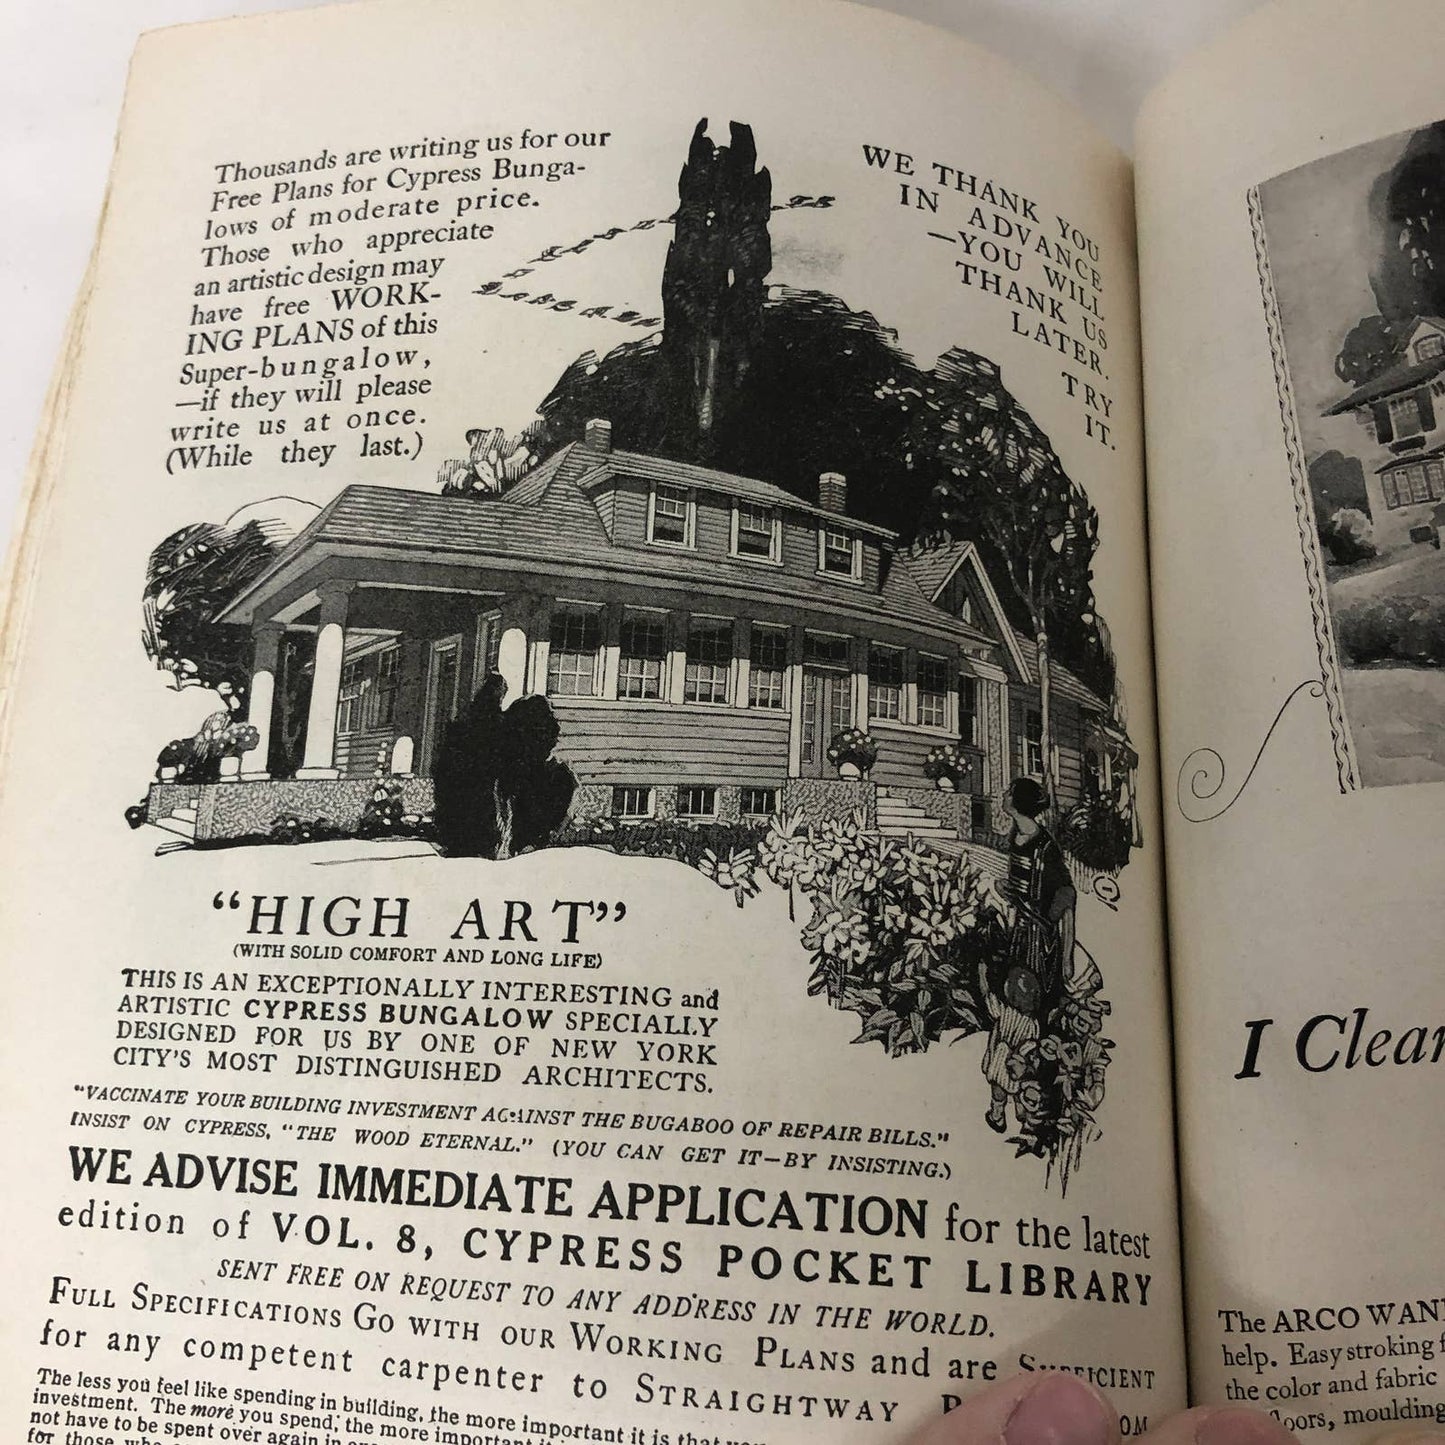 Thousands are writing us for our
Free Plans for Cypress Bunga-
lows of moderate price.
Those who appreciate
an artistic design may
have free WORK-
ING PLANS of this
Super-bungalow,
—if they will please
write us at once.
(While they last.)
WE THANK YOU
IN ADVANCE
—YOU WILL
THANK US
LATER.
TRY
IT.
"HIGH ART"
(WITH SOLID COMFORT AND LONG LIFE)
THIS IS AN EXCEPTIONALLY INTERESTING and
ARTISTIC CYPRESS BUNGALOW SPECIALLY
DESIGNED FOR US BY ONE OF NEW YORK
CITY'S MOST DISTINGUISHED ARCHITECTS.
"VACCINATE YOUR BUILDING INVESTMENT AGAINST THE BUGABOO OF REPAIR BILLS."
INSIST ON CYPRESS, "THE WOOD ETERNAL." (YOU CAN GET IT—BY INSISTING.)
WE ADVISE IMMEDIATE APPLICATION for the latest
edition of VOL. 8, CYPRESS POCKET LIBRARY
SENT FREE ON REQUEST TO ANY ADDRESS IN THE WORLD.
FULL SPECIFICATIONS GO WITH OUR WORKING PLANS and are SUFFICIENT
for any competent carpenter to STRAIGHTWAY
The less you feel like spending in building, the more important it is that
investment. The more you spend, the more important
not have to be spent over again in
for those who
I Clean
The ARCO
help. Easy stroking
the color and fabric
moulding